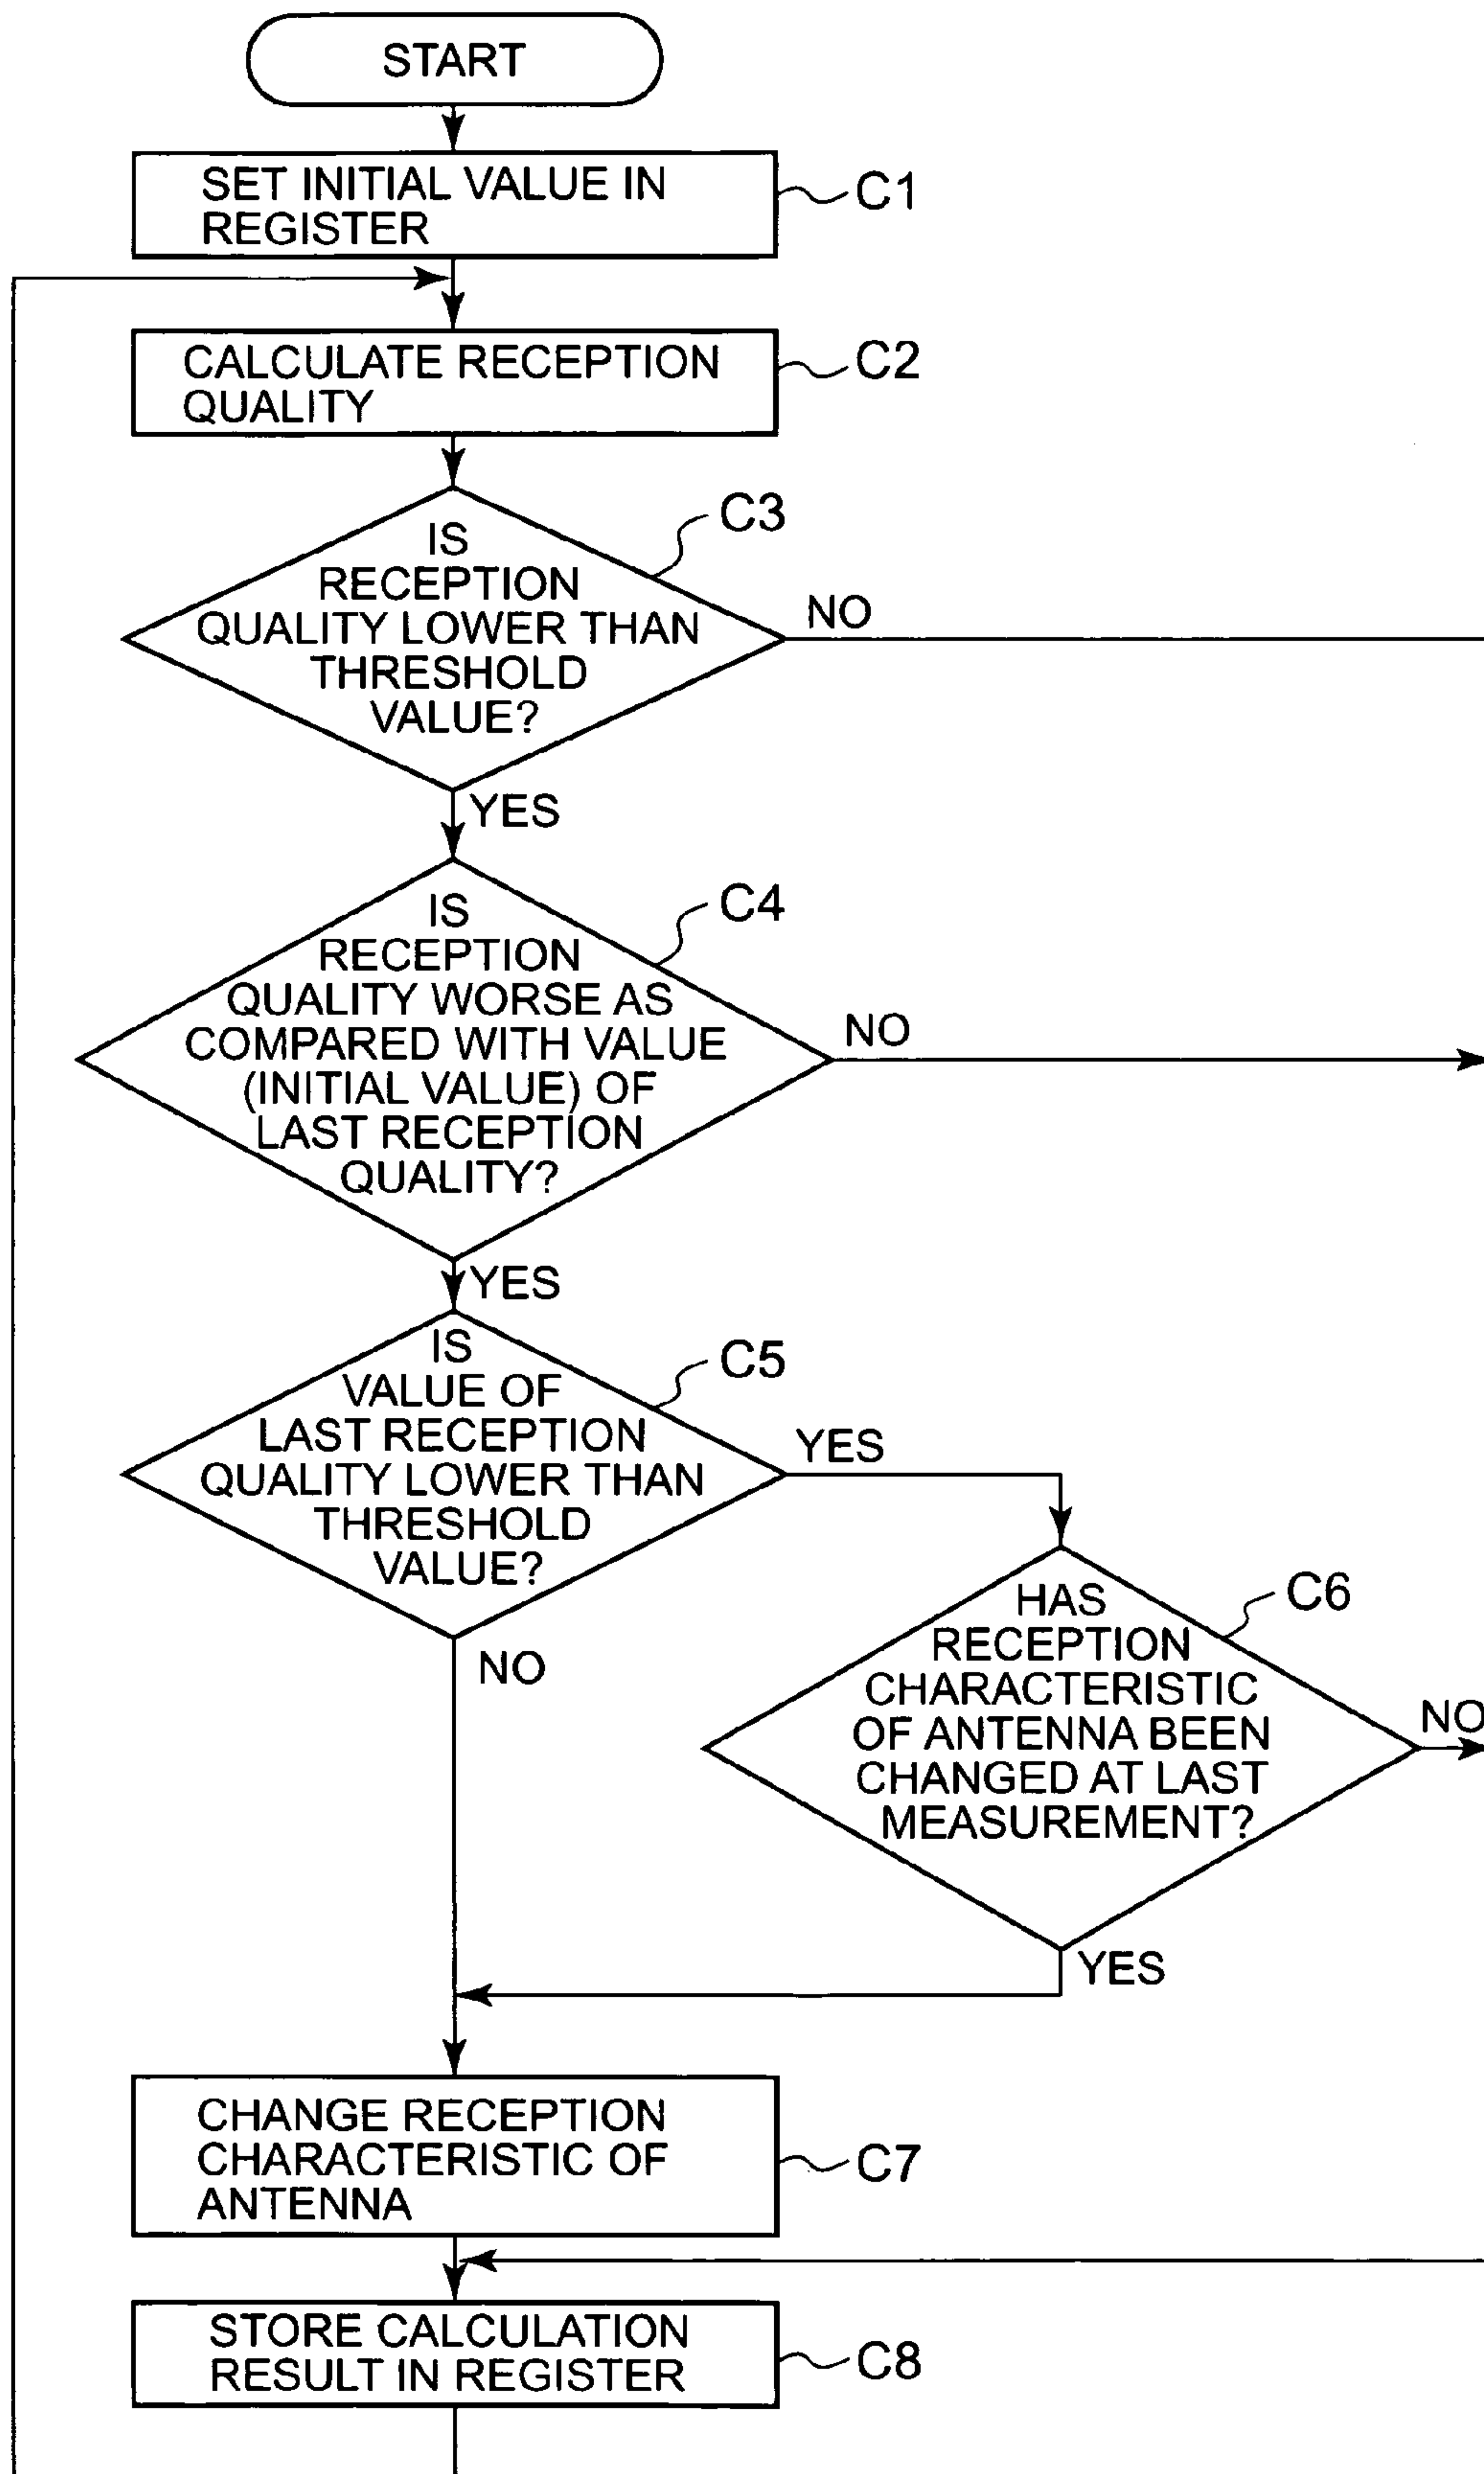 START
SET INITIAL VALUE IN
REGISTER
C1
CALCULATE RECEPTION
QUALITY
C2
IS
RECEPTION
QUALITY LOWER THAN
THRESHOLD
VALUE?
C3
NO
YES
IS
RECEPTION
QUALITY WORSE AS
COMPARED WITH VALUE
(INITIAL VALUE) OF
LAST RECEPTION
QUALITY?
C4
NO
YES
IS
VALUE OF
LAST RECEPTION
QUALITY LOWER THAN
THRESHOLD
VALUE?
C5
YES
NO
HAS
RECEPTION
CHARACTERISTIC
OF ANTENNA BEEN
CHANGED AT LAST
MEASUREMENT?
C6
NO
YES
CHANGE RECEPTION
CHARACTERISTIC OF
ANTENNA
C7
STORE CALCULATION
RESULT IN REGISTER
C8